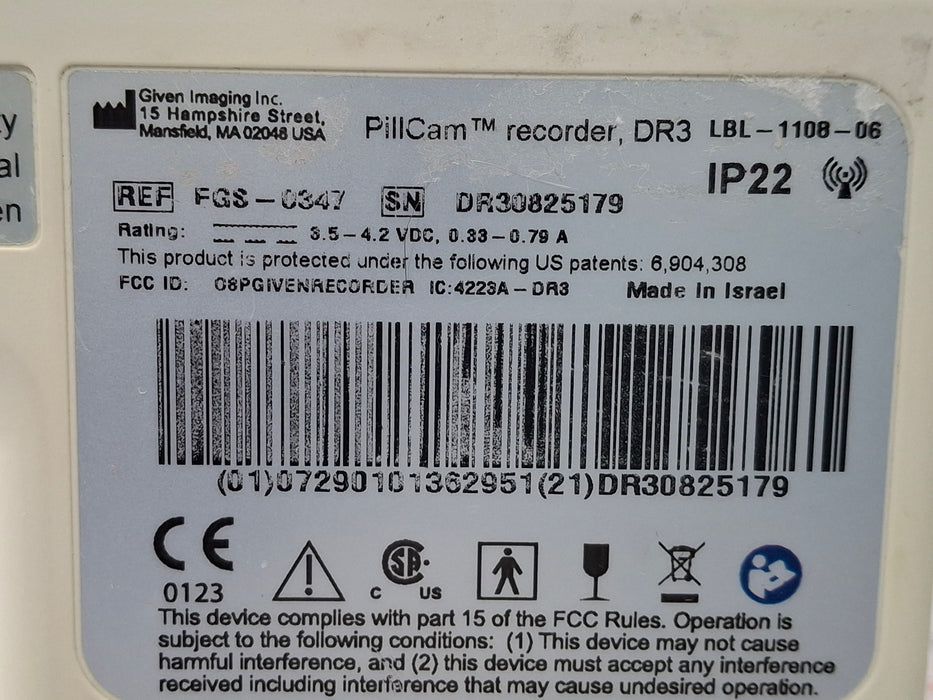 y
al
en
Given Imaging Inc.
15 Hampshire Street,
Mansfield, MA 02048 USA
PillCam™ recorder, DR3 LBL-1108-06
IP22
REF FGS-0347 SN DR30825179
Rating: 3.5-4.2 VDC, 0.33-0.79 A
This product is protected under the following US patents: 6,904,308
FCC ID: O8PGIVENRECORDER IC:4223A-DR3 Made in Israel
(01)07290101362951(21)DR30825179
CE
0123
C SA US
This device complies with part 15 of the FCC Rules. Operation is
subject to the following conditions: (1) This device may not cause
harmful interference, and (2) this device must accept any interference
received including interference that may cause undesired operation.